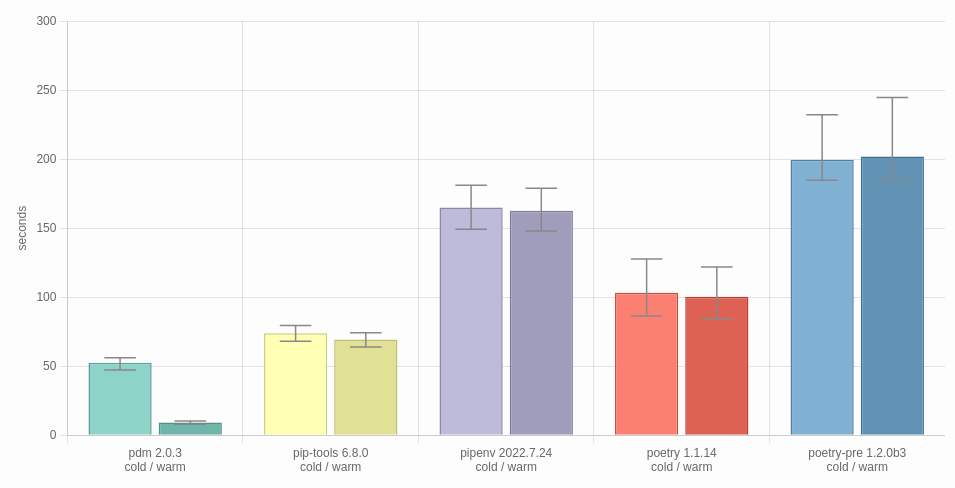 300
250
200
150
100
50
0
seconds
pdm 2.0.3
cold / warm
pip-tools 6.8.0
cold / warm
pipenv 2022.7.24
cold / warm
poetry 1.1.14
cold / warm
poetry-pre 1.2.0b3
cold / warm